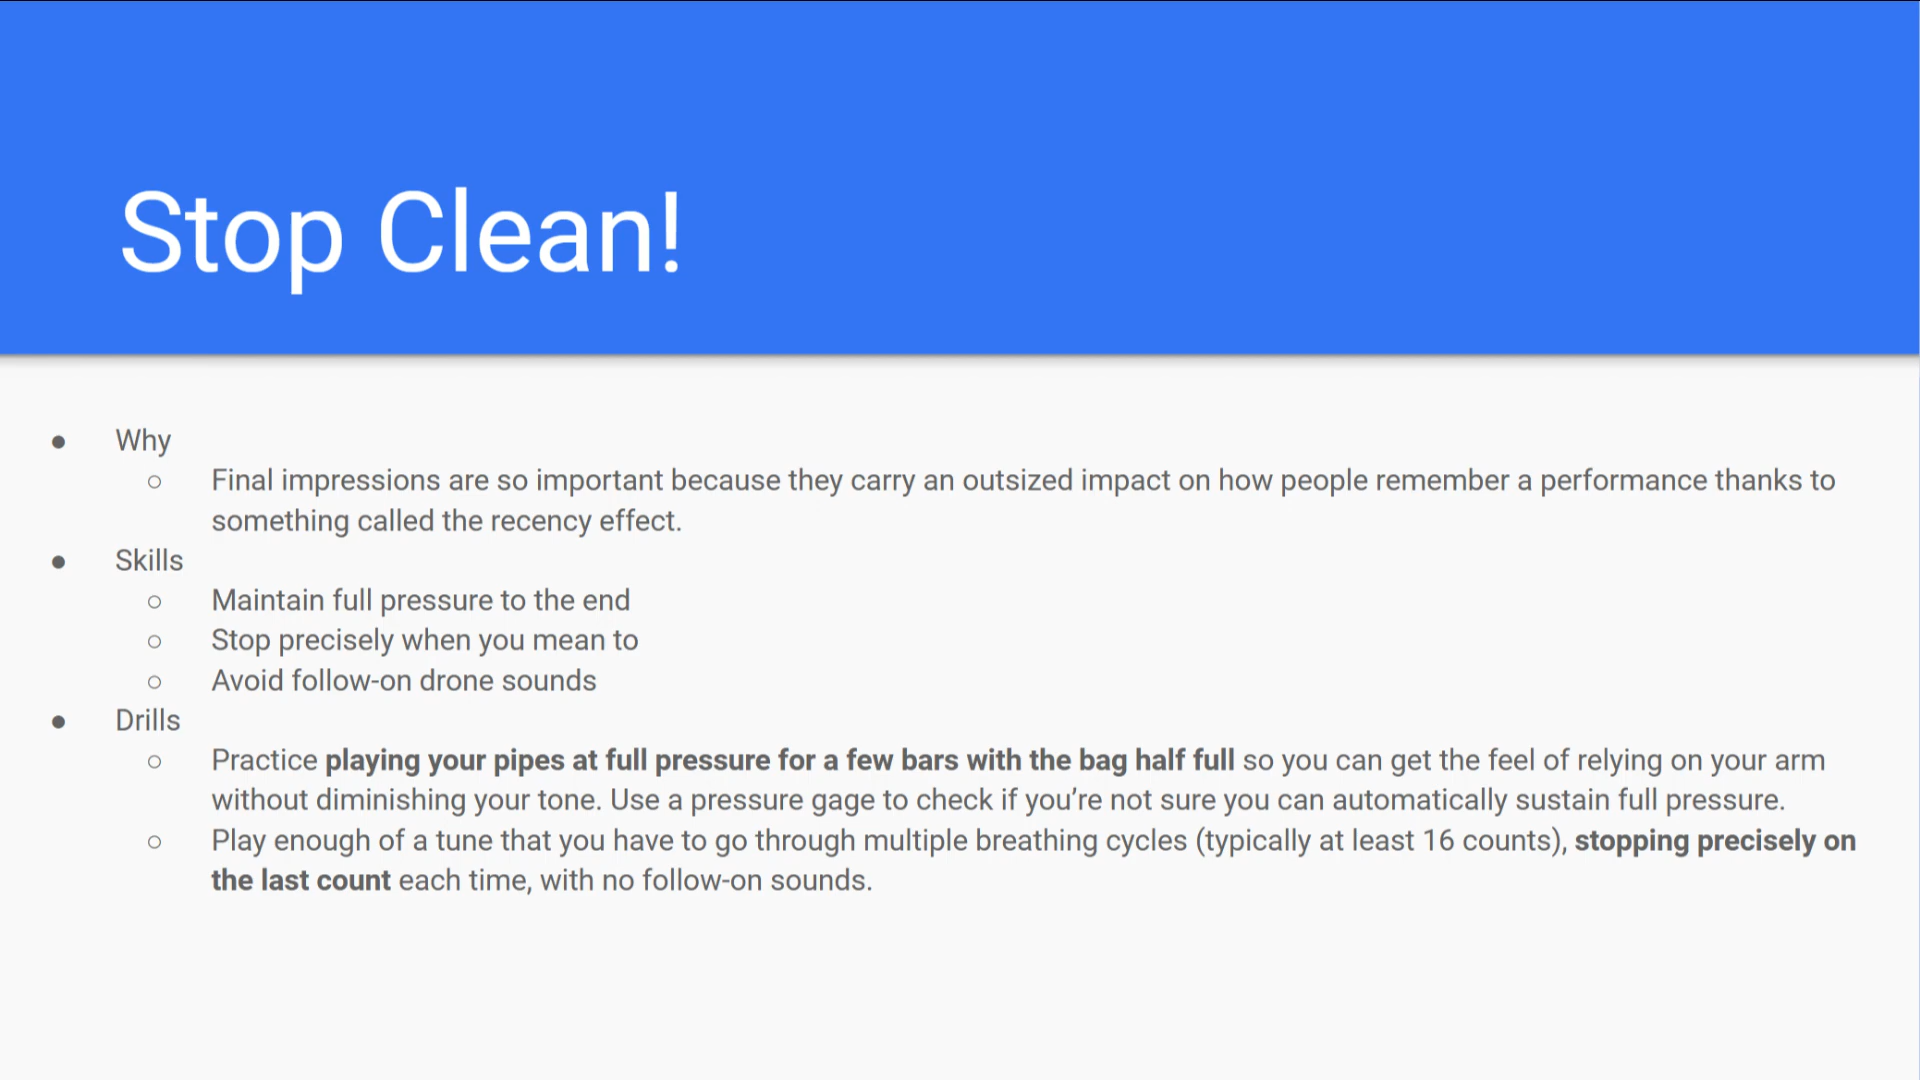 Stop Clean!
● Why
○ Final impressions are so important because they carry an outsized impact on how people remember a performance thanks to
something called the recency effect.
● Skills
○ Maintain full pressure to the end
○ Stop precisely when you mean to
○ Avoid follow-on drone sounds
● Drills
○ Practice playing your pipes at full pressure for a few bars with the bag half full so you can get the feel of relying on your arm
without diminishing your tone. Use a pressure gage to check if you’re not sure you can automatically sustain full pressure.
○ Play enough of a tune that you have to go through multiple breathing cycles (typically at least 16 counts), stopping precisely on
the last count each time, with no follow-on sounds.